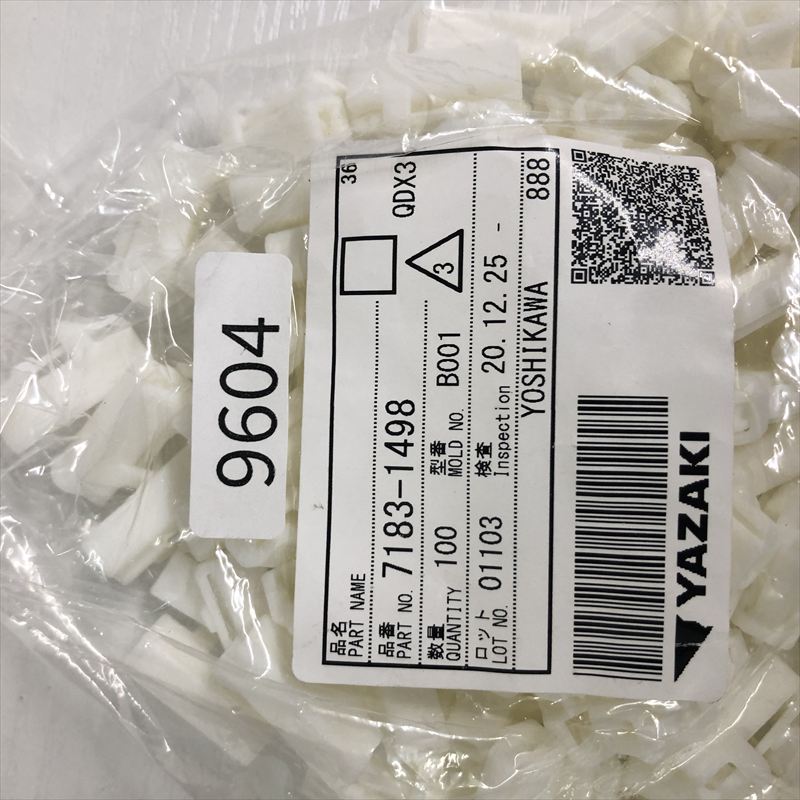 9604
品名
PART NAME
36
品番
PART NO. 7183-1498
QDX3
数量
QUANTITY 100
型番
MOLD NO. B001
3
ロット
LOT NO. 01103
検査
Inspection 20.12.25 -
YOSHIKAWA
888
YAZAKI